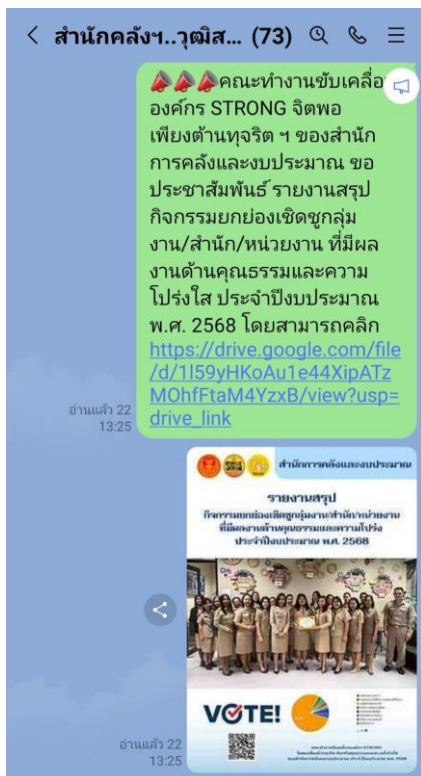 สำนักคลังฯ..วุฒิส... (73)
📣📣📣คณะทำงานขับเคลื่อ
องค์กร STRONG จิตพอ
เพียงต้านทุจริต ฯ ของสำนัก
การคลังและงบประมาณ ขอ
ประชาสัมพันธ์ รายงานสรุป
กิจกรรมยกย่องเชิดชูกลุ่ม
งาน/สำนัก/หน่วยงาน ที่มีผล
งานด้านคุณธรรมและความ
โปร่งใส ประจำปีงบประมาณ
พ.ศ. 2568 โดยสามารถคลิก
https://drive.google.com/file
/d/1l59yHKoAu1e44XipATz
MOhfFtaM4YzxB/view?usp=
drive_link
อ่านแล้ว 22
13:25
สำนักการคลังและงบประมาณ
รายงานสรุป
กิจกรรมยกย่องเชิดชูกลุ่มงาน/สำนัก/หน่วยงาน
ที่มีผลงานด้านคุณธรรมและความโปร่งใส
ประจำปีงบประมาณ พ.ศ. 2568
VOTE!
อ่านแล้ว 22
13:25